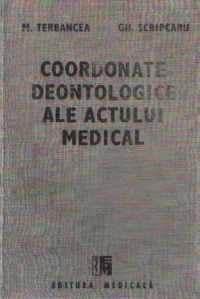 M. TERBANCEA -- GH. SCRIPCARU
COORDONATE
DEONTOLOGICE
ALE ACTULUI
MEDICAL
EDITURA MEDICALĂ